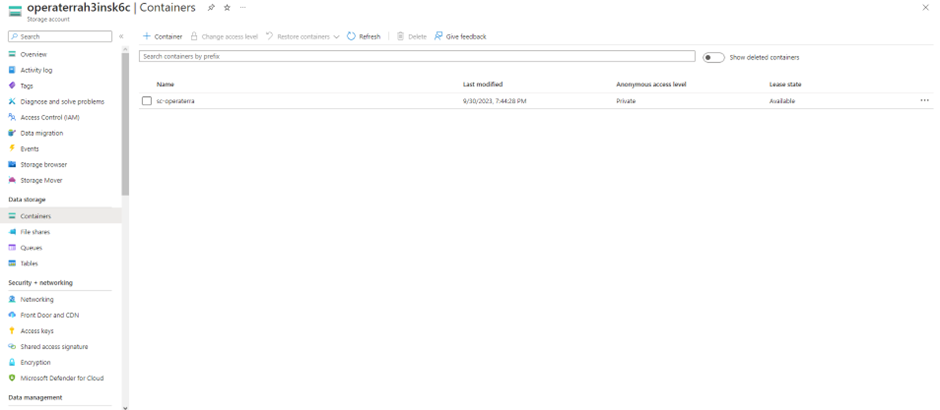 operaterrah3insk6c | Containers
Storage account
Search
Container Change access level Restore containers Refresh Delete Give feedback
Search containers by prefix
Show deleted containers
Name Last modified Anonymous access level Lease state
sc-operaterra 9/30/2023, 7:44:28 PM Private Available
Overview
Activity log
Tags
Diagnose and solve problems
Access Control (IAM)
Data migration
Events
Storage browser
Storage Mover
Data storage
Containers
File shares
Queues
Tables
Security + networking
Networking
Front Door and CDN
Access keys
Shared access signature
Encryption
Microsoft Defender for Cloud
Data management